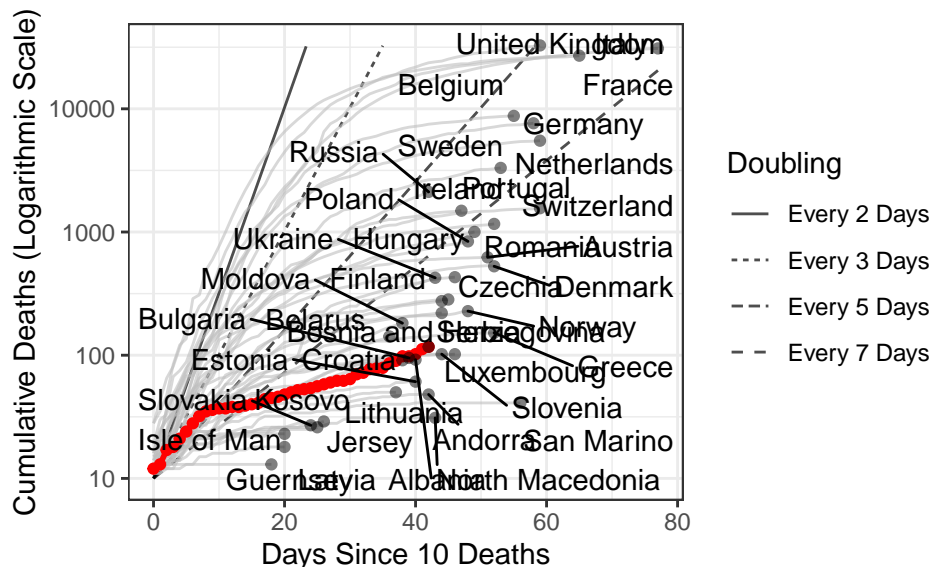 Cumulative Deaths (Logarithmic Scale)
10000
1000
100
10
United Kingdom
Italy
Belgium
France
Germany
Russia
Sweden
Netherlands
Ireland
Portugal
Poland
Switzerland
Ukraine
Hungary
Romania
Austria
Moldova
Finland
Czechia
Denmark
Bulgaria
Belarus
Bosnia and Herzegovina
Serbia
Norway
Estonia
Croatia
Luxembourg
Greece
Slovakia
Kosovo
Lithuania
Slovenia
Isle of Man
Jersey
Andorra
San Marino
Guernsey
Latvia
Albania
North Macedonia
0
20
40
60
80
Days Since 10 Deaths
Doubling
Every 2 Days
Every 3 Days
Every 5 Days
Every 7 Days